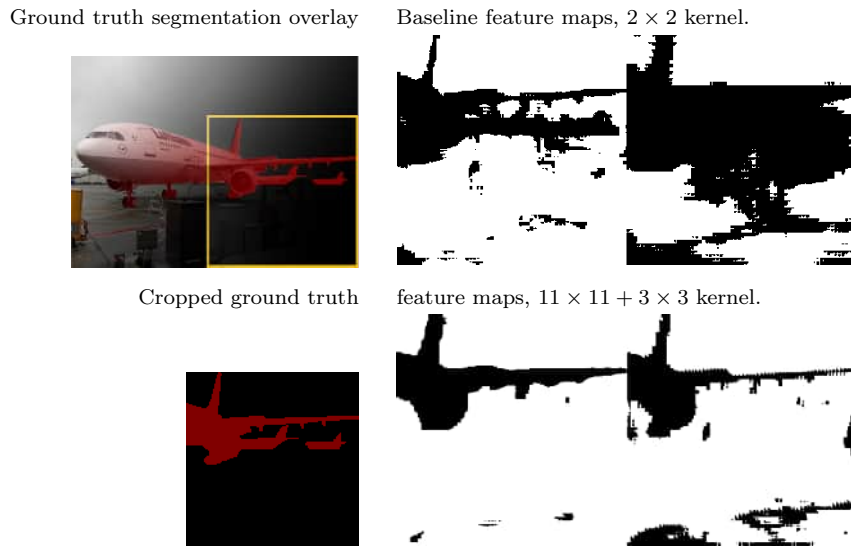 Ground truth segmentation overlay
Baseline feature maps, 2 × 2 kernel.
Cropped ground truth
feature maps, 11 × 11 + 3 × 3 kernel.